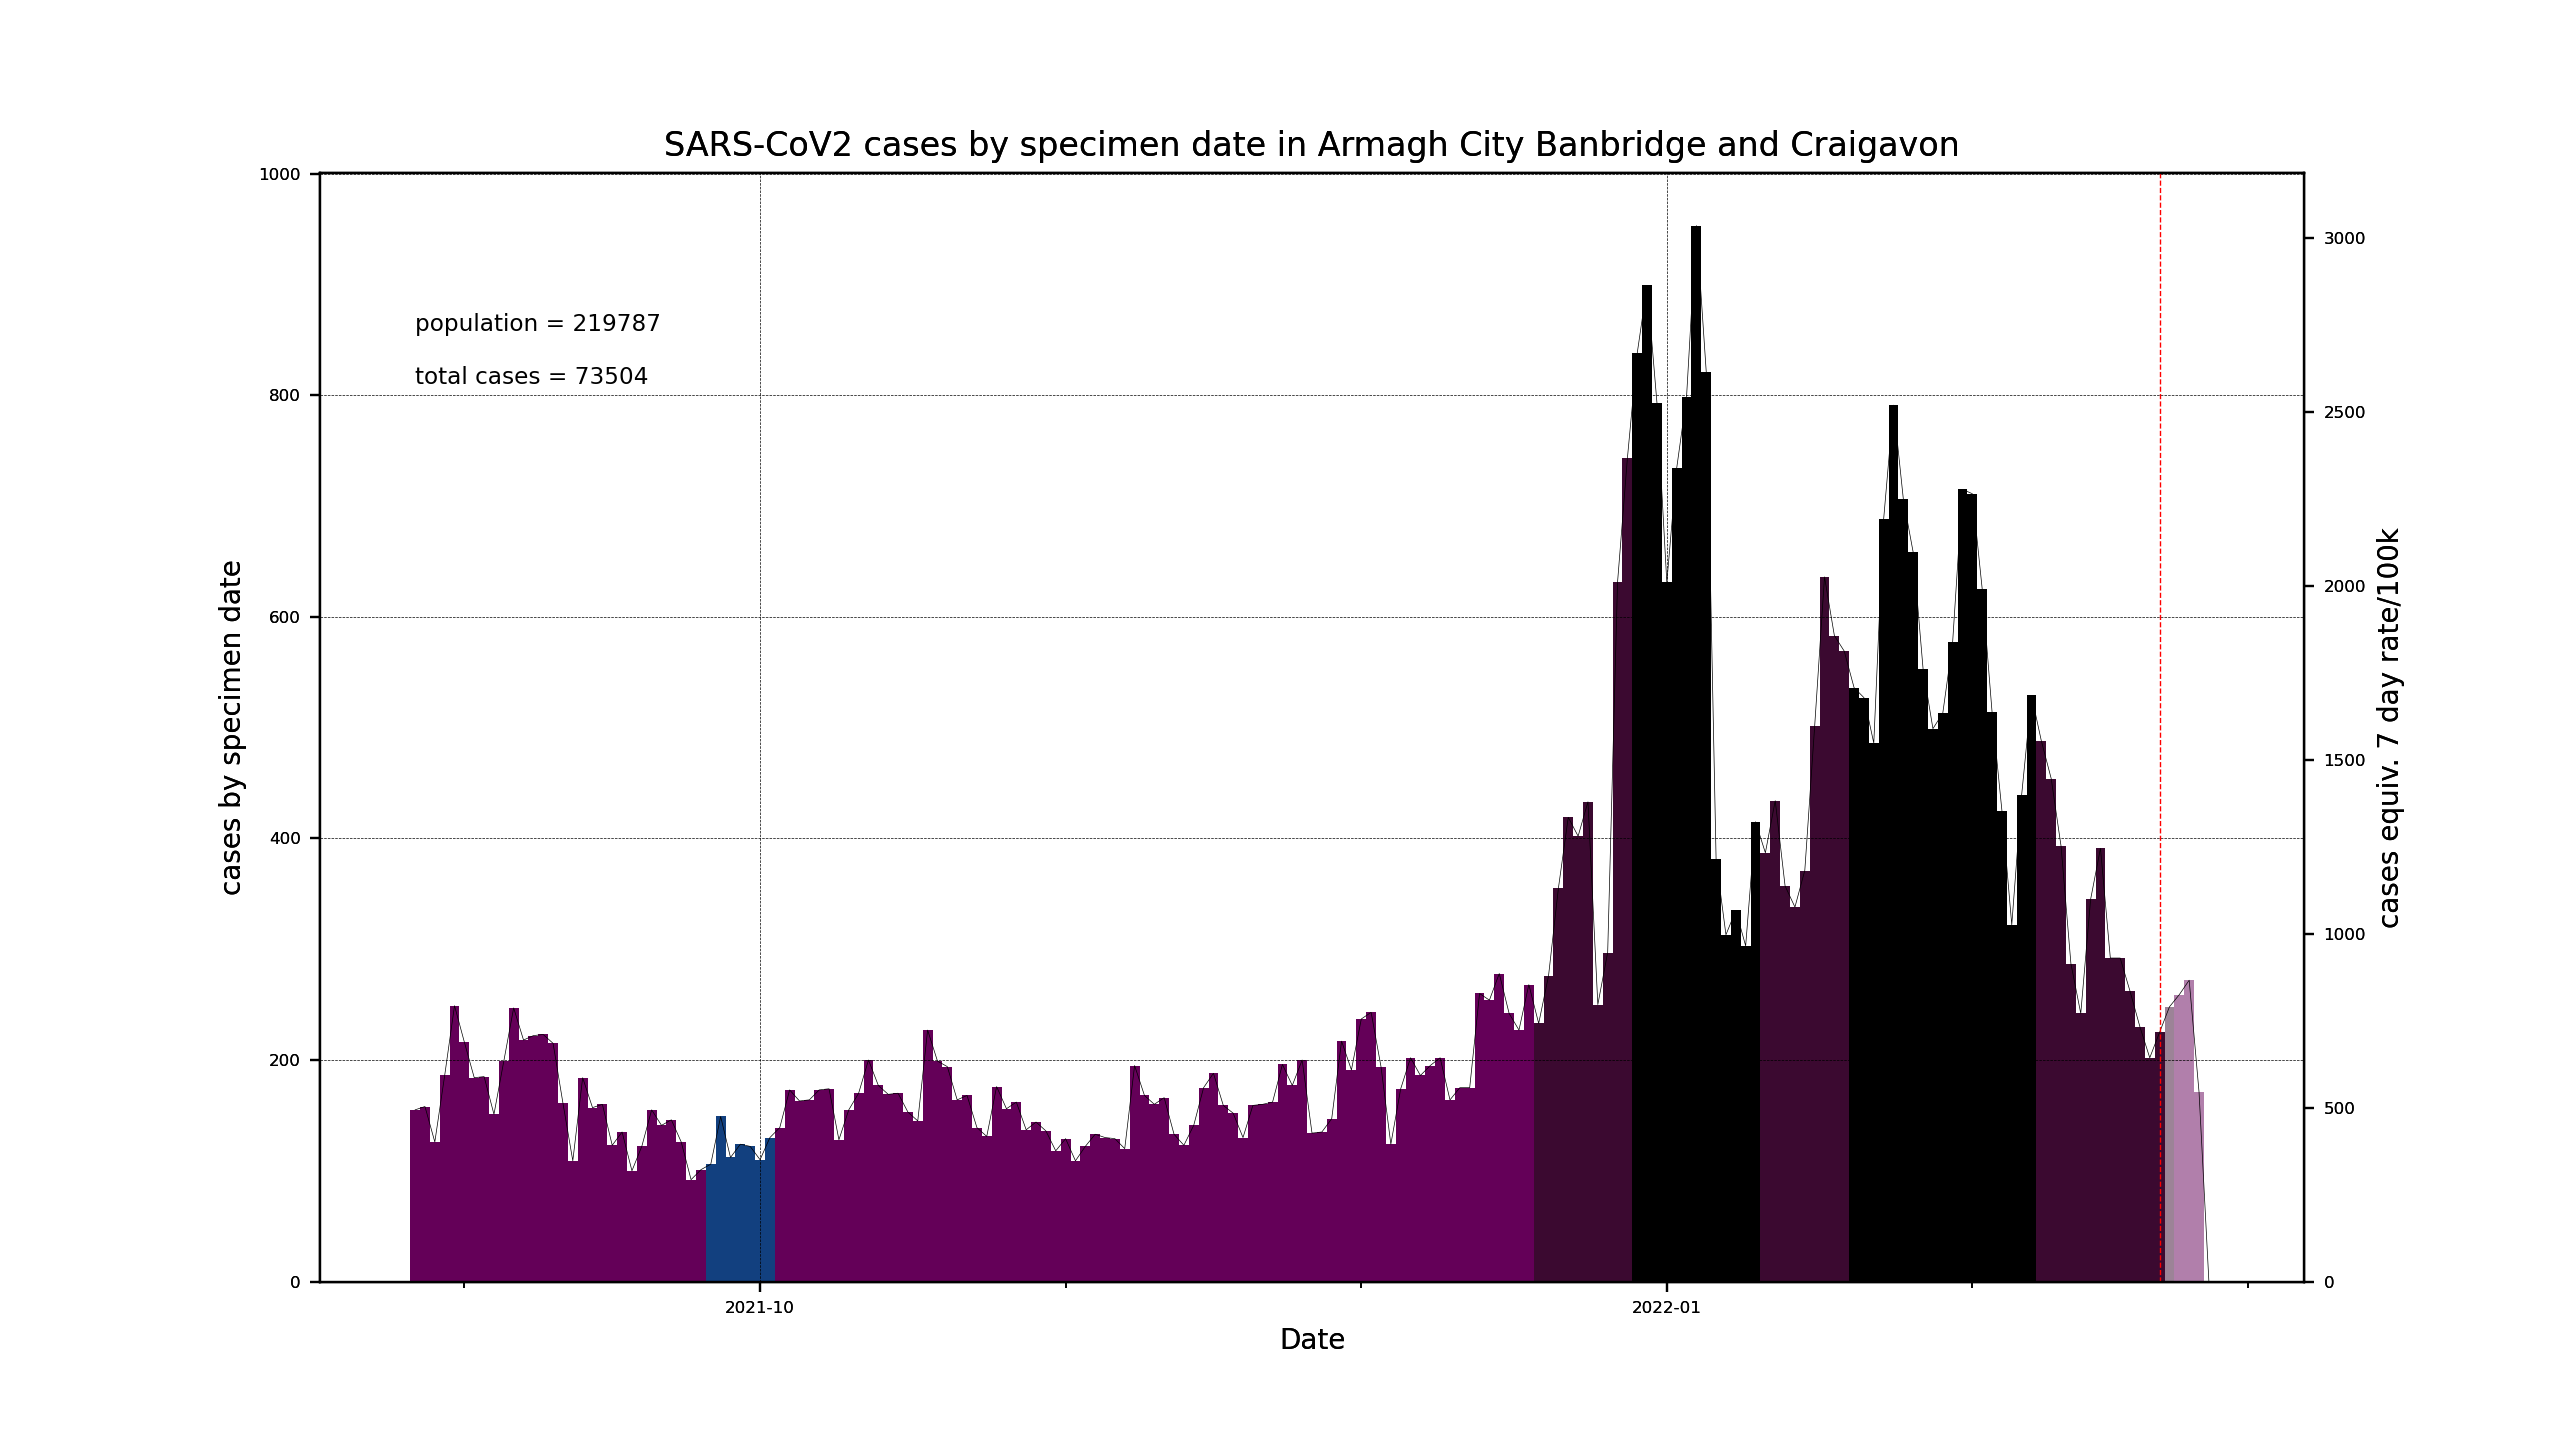 SARS-CoV2 cases by specimen date in Armagh City Banbridge and Craigavon
population = 219787
total cases = 73504
cases by specimen date
1000
800
600
400
200
0
3000
2500
2000
1500
1000
500
0
cases equiv. 7 day rate/100k
2021-10
2022-01
Date